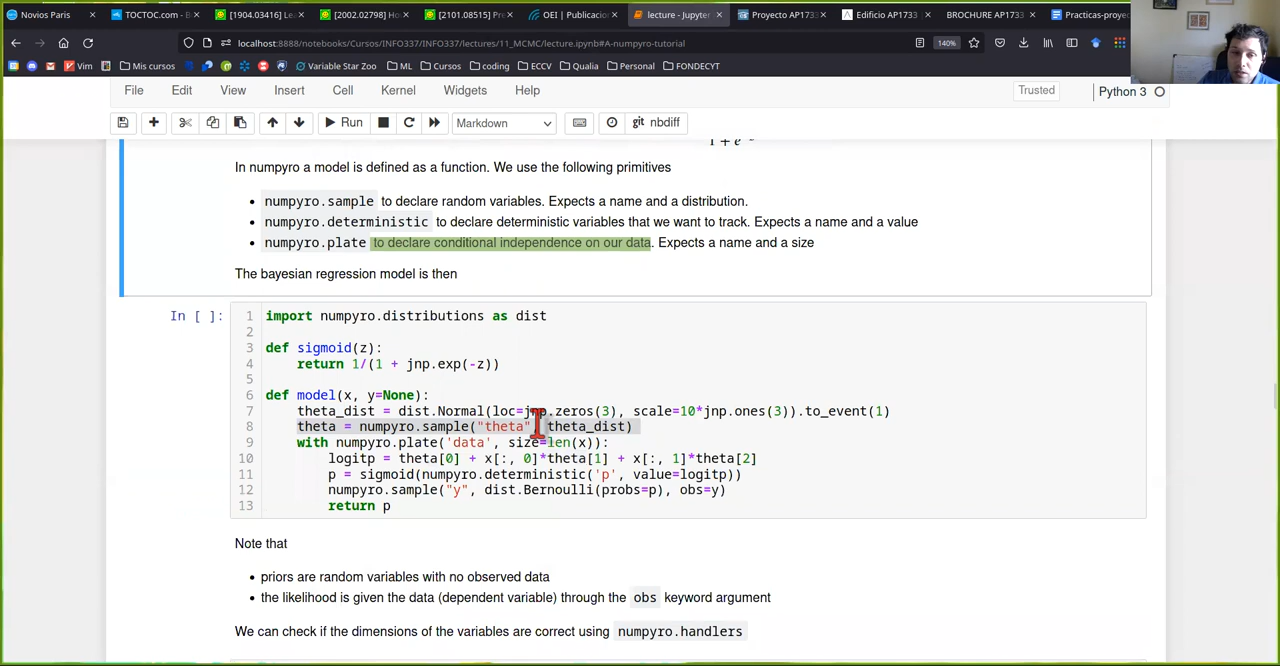 Novios Paris
TOCTOC.com - B
[1904.03416] Le
[2002.02798] Ho
[2101.08515] Pre
OEI | Publicacion
lecture - Jupyter
Proyecto AP1733
Edificio AP1733
BROCHURE AP1733
Practicas-proye
localhost:8888/notebooks/Cursos/INFO337/INFO337/lectures/11_MCMC/lecture.ipynb#A-numpyro-tutorial
140%
Vim
Mis cursos
Variable Star Zoo
ML
Cursos
coding
ECCV
Qualia
Personal
FONDECYT
File Edit View Insert Cell Kernel Widgets Help
Trusted
Python 3
Run
Markdown
git nbdiff
In numpyro a model is defined as a function. We use the following primitives
• numpyro.sample to declare random variables. Expects a name and a distribution.
• numpyro.deterministic to declare deterministic variables that we want to track. Expects a name and a value
• numpyro.plate to declare conditional independence on our data. Expects a name and a size
The bayesian regression model is then
In [ ]:
1 import numpyro.distributions as dist
2
3 def sigmoid(z):
4     return 1/(1 + jnp.exp(-z))
5
6 def model(x, y=None):
7     theta_dist = dist.Normal(loc=jnp.zeros(3), scale=10*jnp.ones(3)).to_event(1)
8     theta = numpyro.sample("theta", theta_dist)
9     with numpyro.plate('data', size=len(x)):
10         logitp = theta[0] + x[:, 0]*theta[1] + x[:, 1]*theta[2]
11         p = sigmoid(numpyro.deterministic('p', value=logitp))
12         numpyro.sample("y", dist.Bernoulli(probs=p), obs=y)
13         return p
Note that
• priors are random variables with no observed data
• the likelihood is given the data (dependent variable) through the obs keyword argument
We can check if the dimensions of the variables are correct using numpyro.handlers